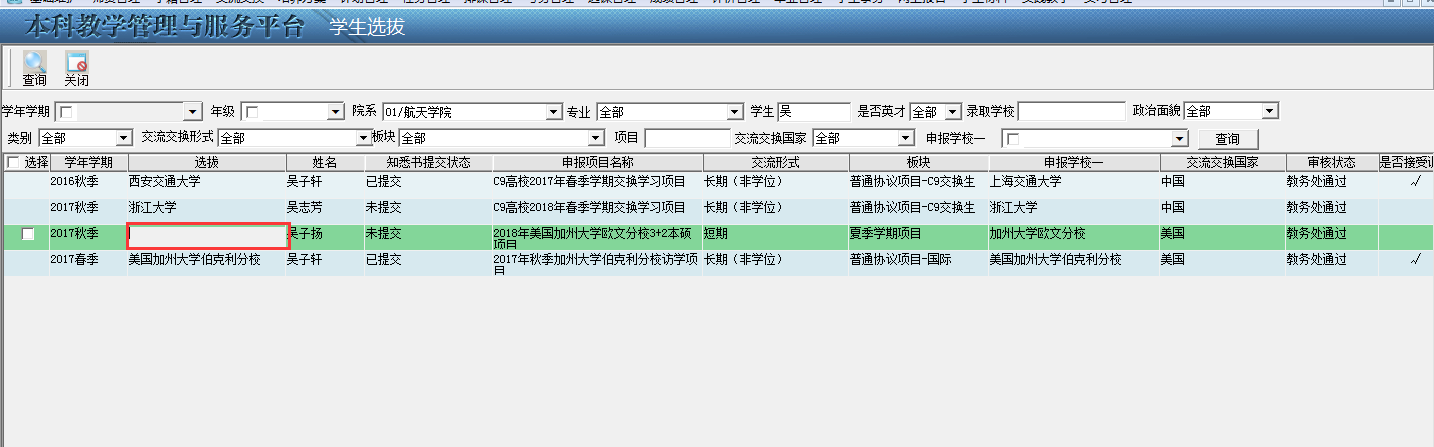 本科教学管理与服务平台 学生选拔
查询 关闭
学年学期 年级 院系 01/航天学院 专业 全部 学生 吴 是否英才 全部 录取学校 政治面貌 全部
类别 全部 交流交换形式 全部 板块 全部 项目 交流交换国家 全部 申报学校一 查询
选择 学年学期 选拔 姓名 知悉书提交状态 申报项目名称 交流形式 板块 申报学校一 交流交换国家 审核状态 是否接受
2016秋季 西安交通大学 吴子轩 已提交 C9高校2017年春季学期交换学习项目 长期（非学位） 普通协议项目-C9交换生 上海交通大学 中国 教务处通过 √
2017秋季 浙江大学 吴志芳 未提交 C9高校2018年春季学期交换学习项目 长期（非学位） 普通协议项目-C9交换生 浙江大学 中国 教务处通过
2017秋季 吴子扬 未提交 2018年美国加州大学欧文分校3+2本硕 短期 夏季学期项目 加州大学欧文分校 美国 教务处通过
项目
2017春季 美国加州大学伯克利分校 吴子轩 已提交 2017年秋季加州大学伯克利分校访学项 长期（非学位） 普通协议项目-国际 美国加州大学伯克利分校 美国 教务处通过 √
目